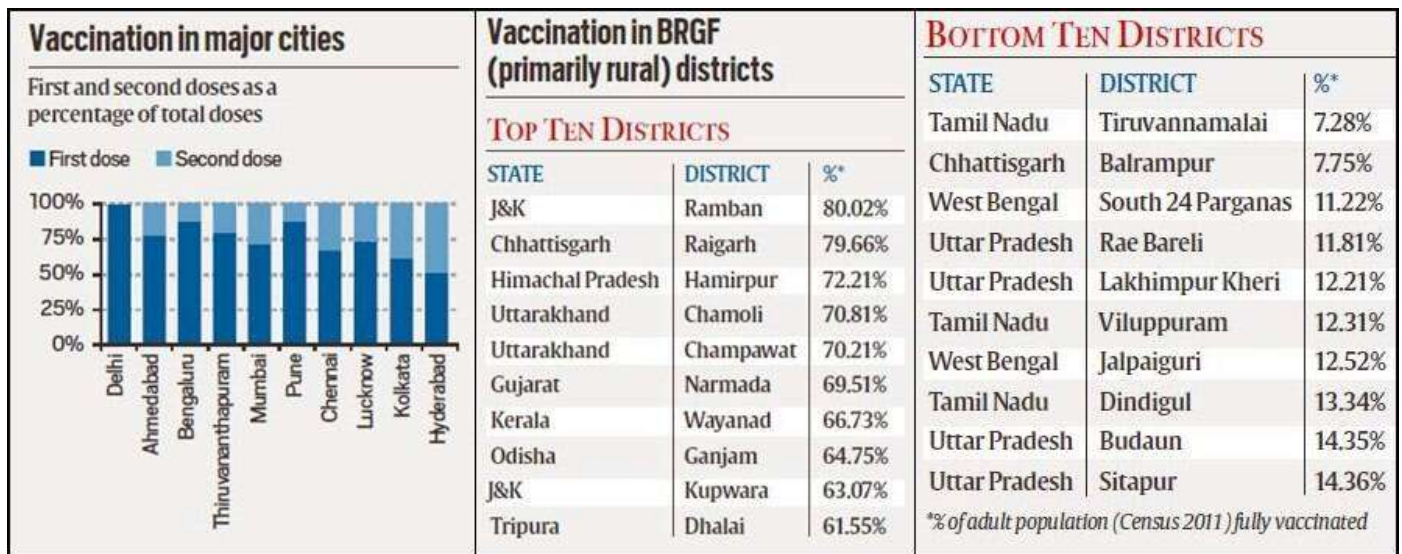 Vaccination in major cities
First and second doses as a
percentage of total doses
First dose Second dose
100%
75%
50%
25%
0%
Delhi
Ahmedabad
Bengaluru
Thiruvananthapuram
Mumbai
Pune
Chennai
Lucknow
Kolkata
Hyderabad
Vaccination in BRGF
(primarily rural) districts
TOP TEN DISTRICTS
STATE DISTRICT %*
J&K Ramban 80.02%
Chhattisgarh Raigarh 79.66%
Himachal Pradesh Hamirpur 72.21%
Uttarakhand Chamoli 70.81%
Uttarakhand Champawat 70.21%
Gujarat Narmada 69.51%
Kerala Wayanad 66.73%
Odisha Ganjam 64.75%
J&K Kupwara 63.07%
Tripura Dhalai 61.55%
BOTTOM TEN DISTRICTS
STATE DISTRICT %*
Tamil Nadu Tiruvannamalai 7.28%
Chhattisgarh Balrampur 7.75%
West Bengal South 24 Parganas 11.22%
Uttar Pradesh Rae Bareli 11.81%
Uttar Pradesh Lakhimpur Kheri 12.21%
Tamil Nadu Viluppuram 12.31%
West Bengal Jalpaiguri 12.52%
Tamil Nadu Dindigul 13.34%
Uttar Pradesh Budaun 14.35%
Uttar Pradesh Sitapur 14.36%
*% of adult population (Census 2011) fully vaccinated